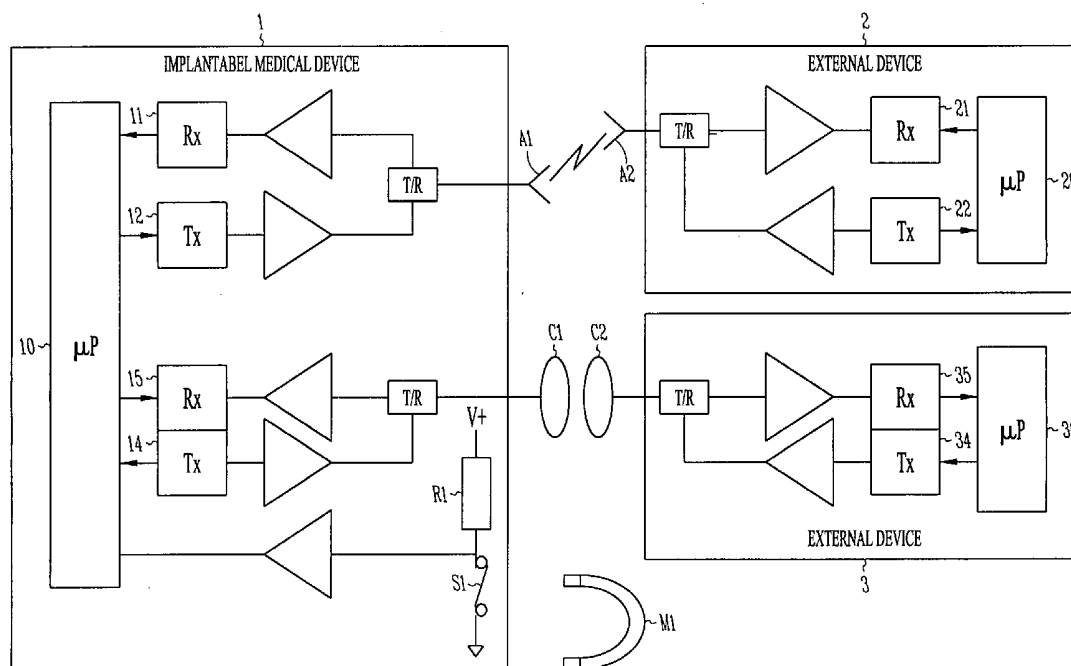 1
2
IMPLANTABEL MEDICAL DEVICE
EXTERNAL DEVICE
11
Rx
T/R
A1
A2
T/R
21
Rx
12
Tx
22
Tx
μP
10
μP
15
Rx
T/R
C1
C2
T/R
35
Rx
μP
14
Tx
V+
34
Tx
R1
S1
EXTERNAL DEVICE
3
M1